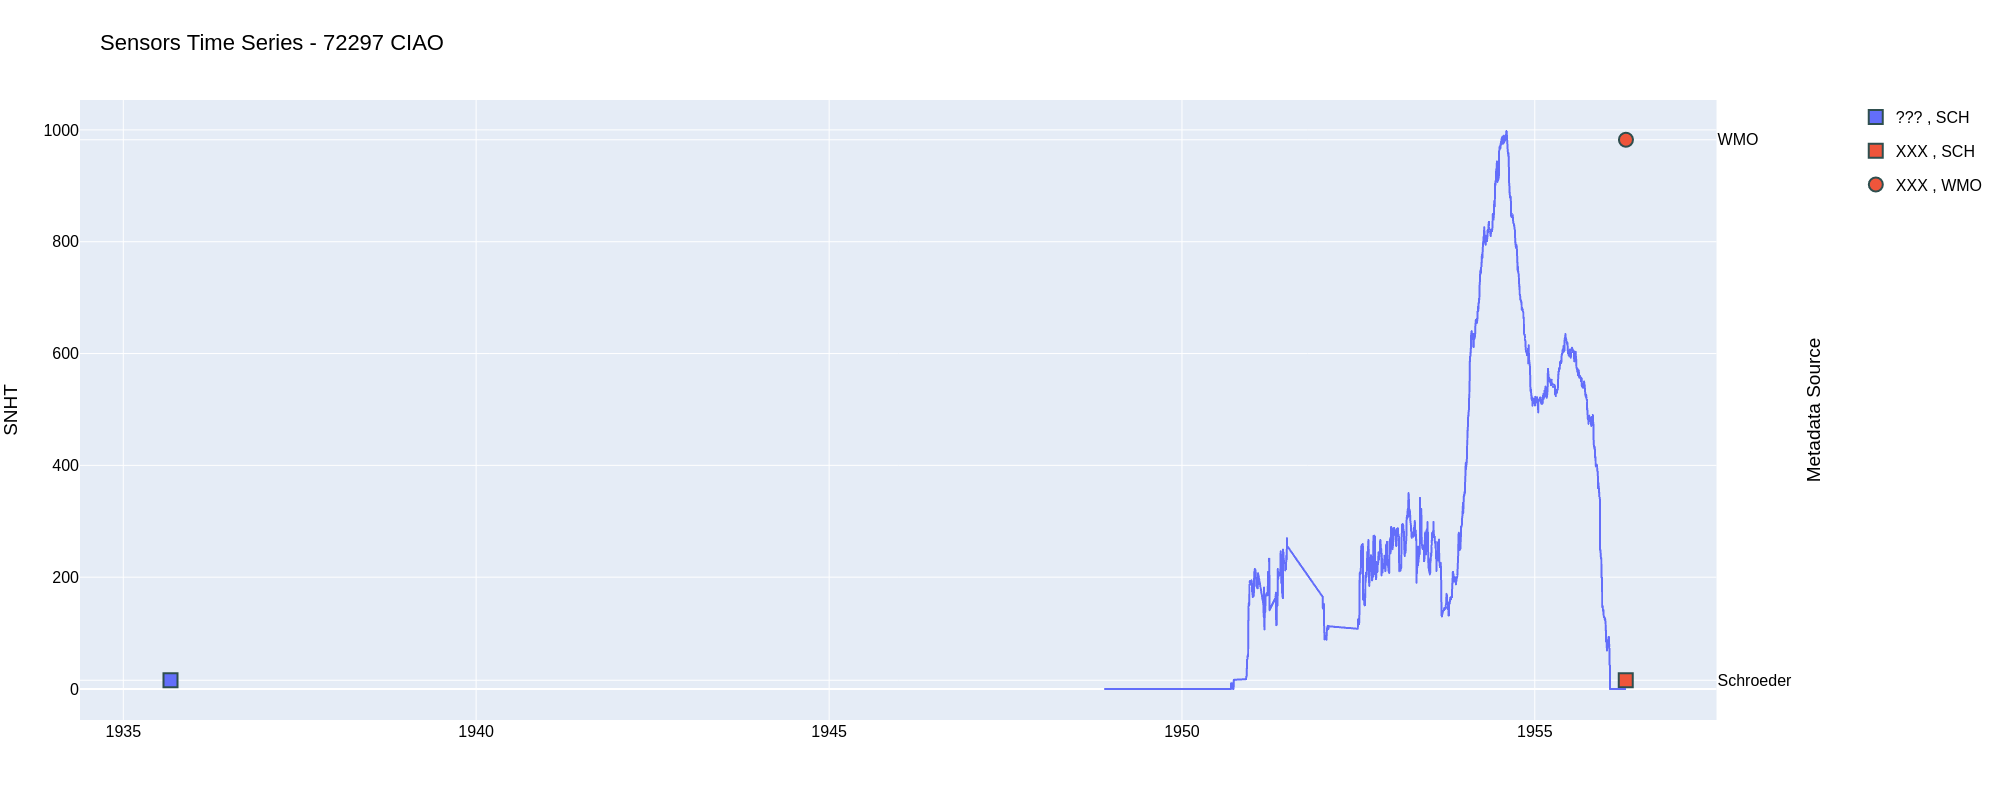 Sensors Time Series - 72297 CIAO
SNHT
1000
800
600
400
200
0
1935
1940
1945
1950
1955
WMO
Schroeder
Metadata Source
??? , SCH
XXX , SCH
XXX , WMO